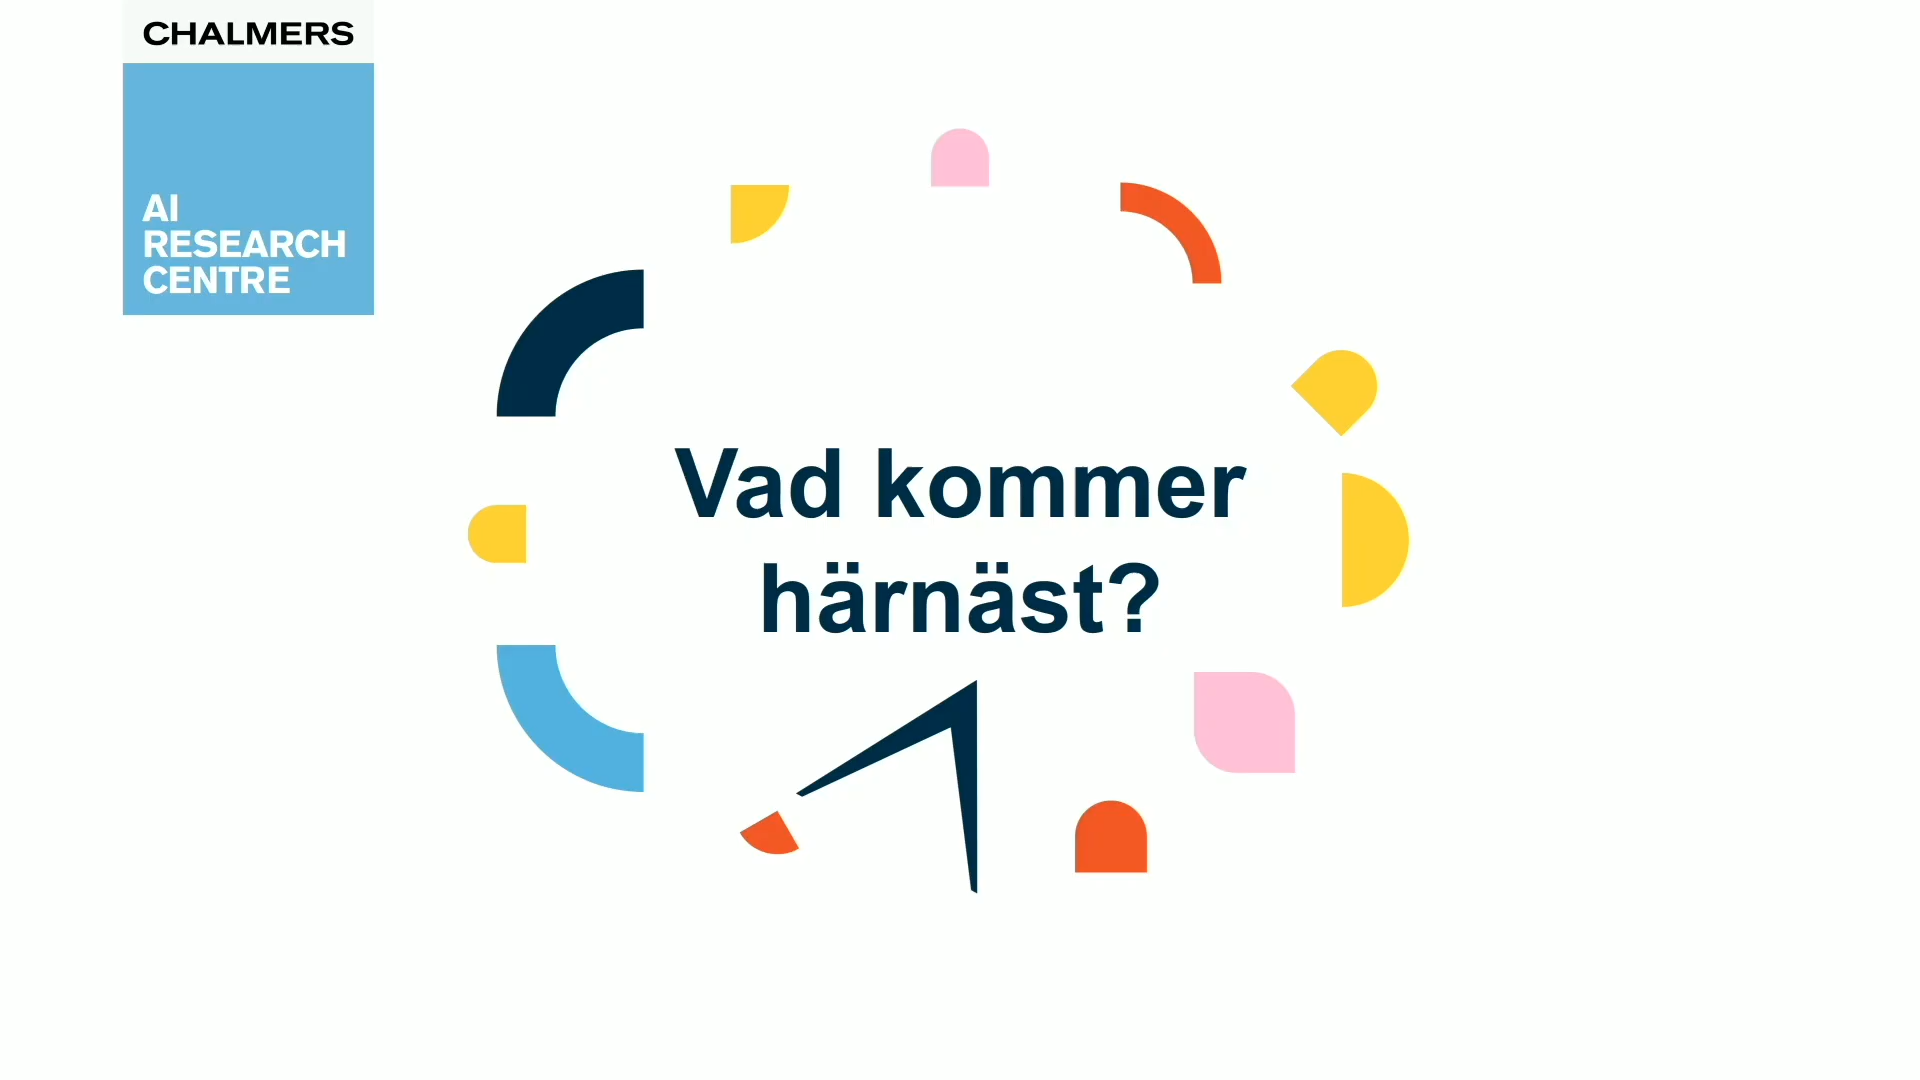 CHALMERS
AI
RESEARCH
CENTRE
Vad kommer
härnäst?